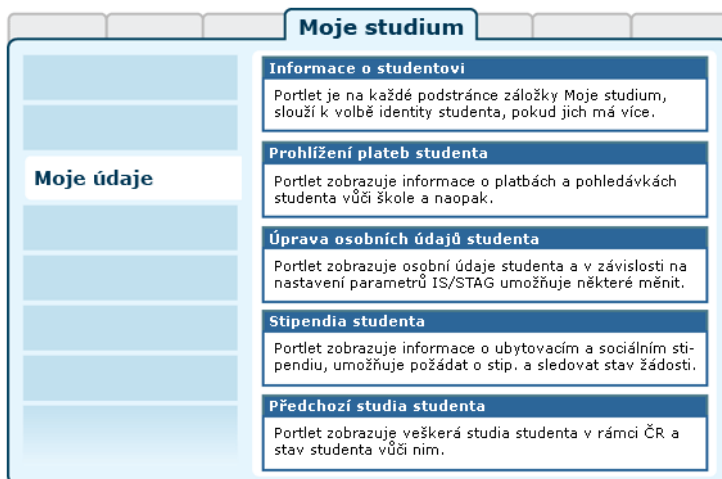 Moje studium
Moje údaje
Informace o studentovi
Portlet je na každé podstránce záložky Moje studium,
slouží k volbě identity studenta, pokud jich má více.
Prohlížení plateb studenta
Portlet zobrazuje informace o platbách a pohledávkách
studenta vůči škole a naopak.
Úprava osobních údajů studenta
Portlet zobrazuje osobní údaje studenta a v závislosti na
nastavení parametrů IS/STAG umožňuje některé měnit.
Stipendia studenta
Portlet zobrazuje informace o ubytovacím a sociálním sti-
pendiu, umožňuje požádat o stip. a sledovat stav žádosti.
Předchozí studia studenta
Portlet zobrazuje veškerá studia studenta v rámci ČR a
stav studenta vůči nim.